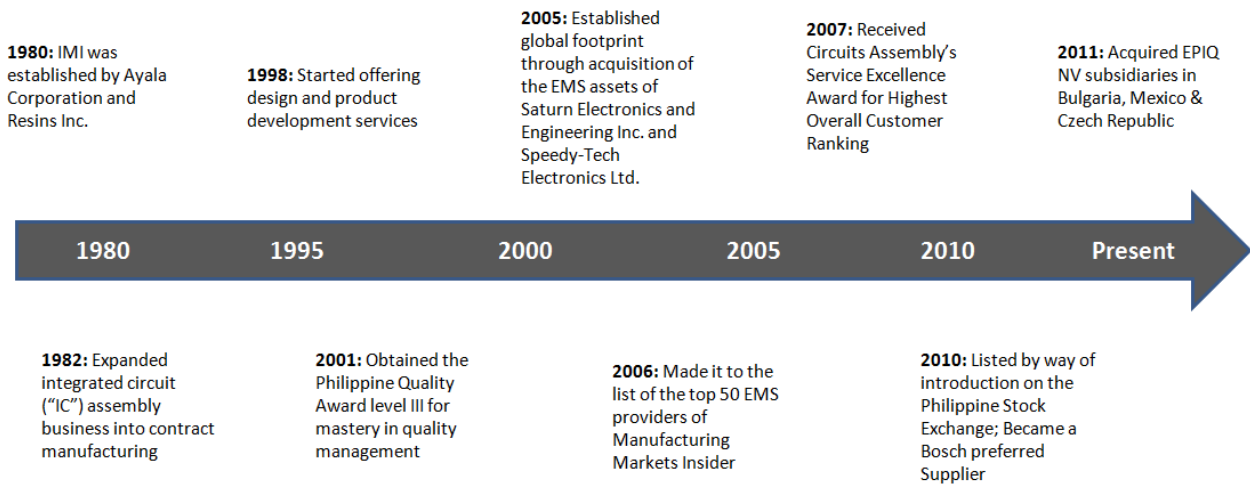 1980: IMI was
established by Ayala
Corporation and
Resins Inc.
1998: Started offering
design and product
development services
2005: Established
global footprint
through acquisition of
the EMS assets of
Saturn Electronics and
Engineering Inc. and
Speedy-Tech
Electronics Ltd.
2007: Received
Circuits Assembly’s
Service Excellence
Award for Highest
Overall Customer
Ranking
2011: Acquired EPIQ
NV subsidiaries in
Bulgaria, Mexico &
Czech Republic
1980 1995 2000 2005 2010 Present
1982: Expanded
integrated circuit
(“IC”) assembly
business into contract
manufacturing
2001: Obtained the
Philippine Quality
Award level III for
mastery in quality
management
2006: Made it to the
list of the top 50 EMS
providers of
Manufacturing
Markets Insider
2010: Listed by way of
introduction on the
Philippine Stock
Exchange; Became a
Bosch preferred
Supplier